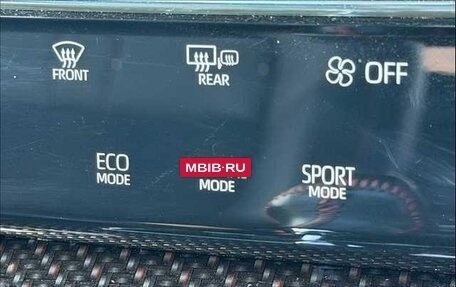 FRONT
REAR
OFF
ECO
MODE
MBIB·RU
MODE
SPORT
MODE